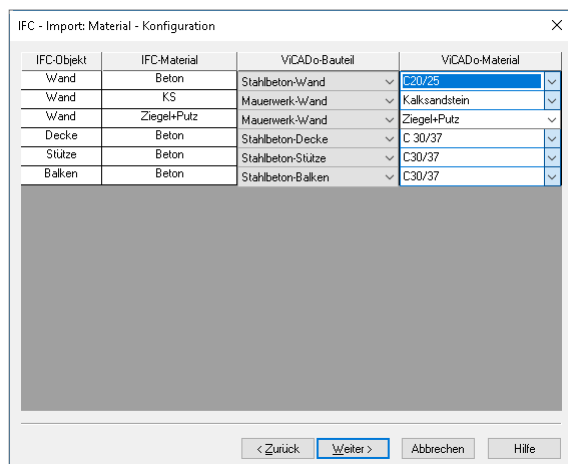 IFC - Import: Material - Konfiguration
IFC-Objekt IFC-Material ViCADo-Bauteil ViCADo-Material
Wand Beton Stahlbeton-Wand C20/25
Wand KS Mauerwerk-Wand Kalksandstein
Wand Ziegel+Putz Mauerwerk-Wand Ziegel+Putz
Decke Beton Stahlbeton-Decke C 30/37
Stütze Beton Stahlbeton-Stütze C30/37
Balken Beton Stahlbeton-Balken C30/37
< Zurück Weiter > Abbrechen Hilfe